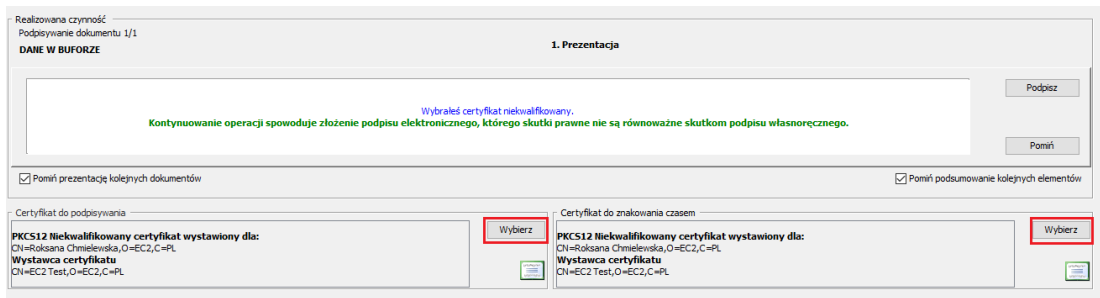 Realizowana czynność
Podpisywanie dokumentu 1/1
DANE W BUFORZE
1. Prezentacja
Wybrałeś certyfikat niekwalifikowany.
Kontynuowanie operacji spowoduje złożenie podpisu elektronicznego, którego skutki prawne nie są równoważne skutkom podpisu własnoręcznego.
Podpisz
Pomiń
Pomiń prezentację kolejnych dokumentów
Pomiń podsumowanie kolejnych elementów
Certyfikat do podpisywania
PKCS12 Niekwalifikowany certyfikat wystawiony dla:
CN=Roksana Chmielewska,O=EC2,C=PL
Wystawca certyfikatu
CN=EC2 Test,O=EC2,C=PL
Wybierz
Certyfikat do znakowania czasem
PKCS12 Niekwalifikowany certyfikat wystawiony dla:
CN=Roksana Chmielewska,O=EC2,C=PL
Wystawca certyfikatu
CN=EC2 Test,O=EC2,C=PL
Wybierz